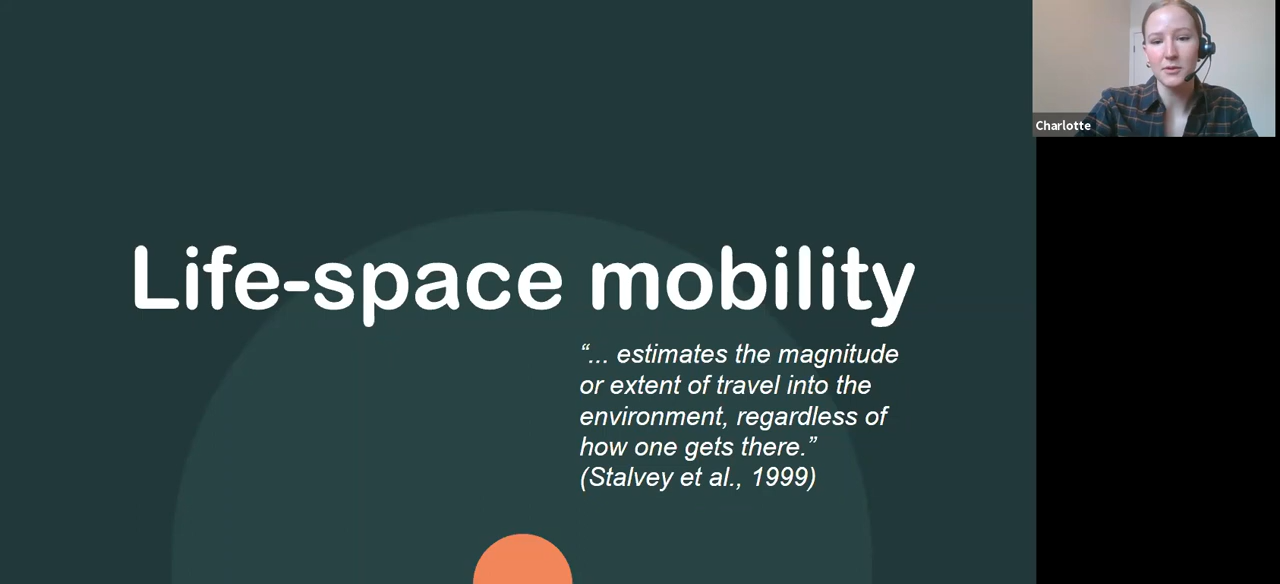 Charlotte
Life-space mobility
“... estimates the magnitude
or extent of travel into the
environment, regardless of
how one gets there.”
(Stalvey et al., 1999)